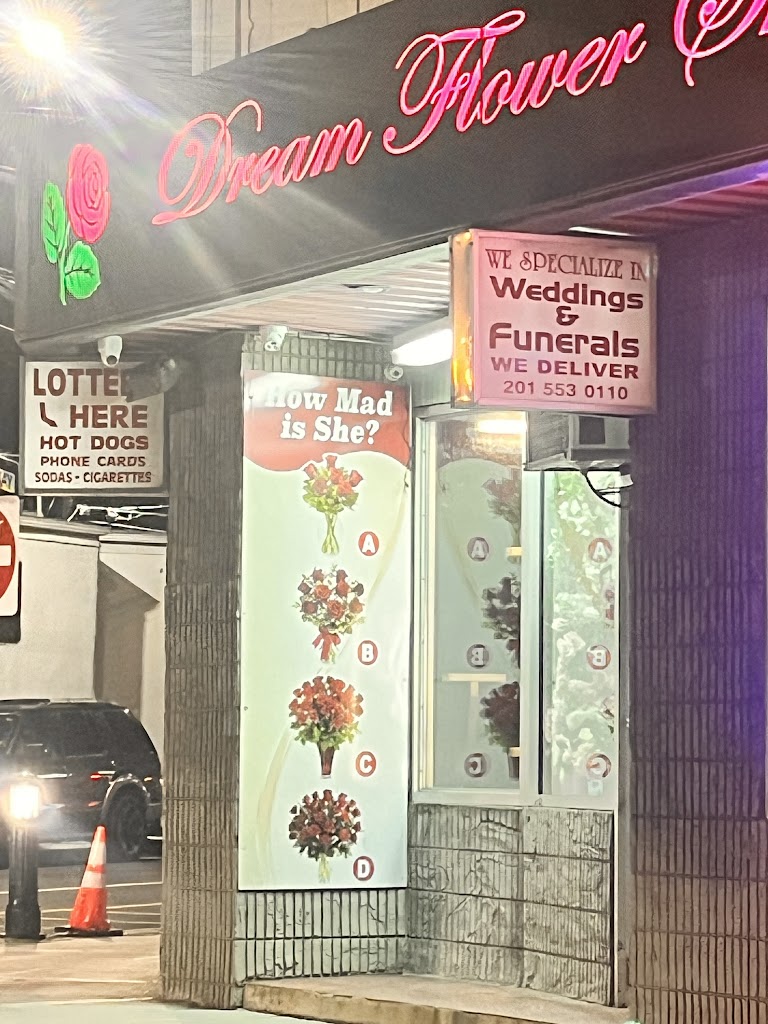 Dream Flower
WE SPECIALIZE IN
Weddings
&
Funerals
WE DELIVER
201 553 0110
LOTTE
HERE
HOT DOGS
PHONE CARDS
SODAS - CIGARETTES
How Mad
is She?
A
B
C
D
A
B
C
A
B
C